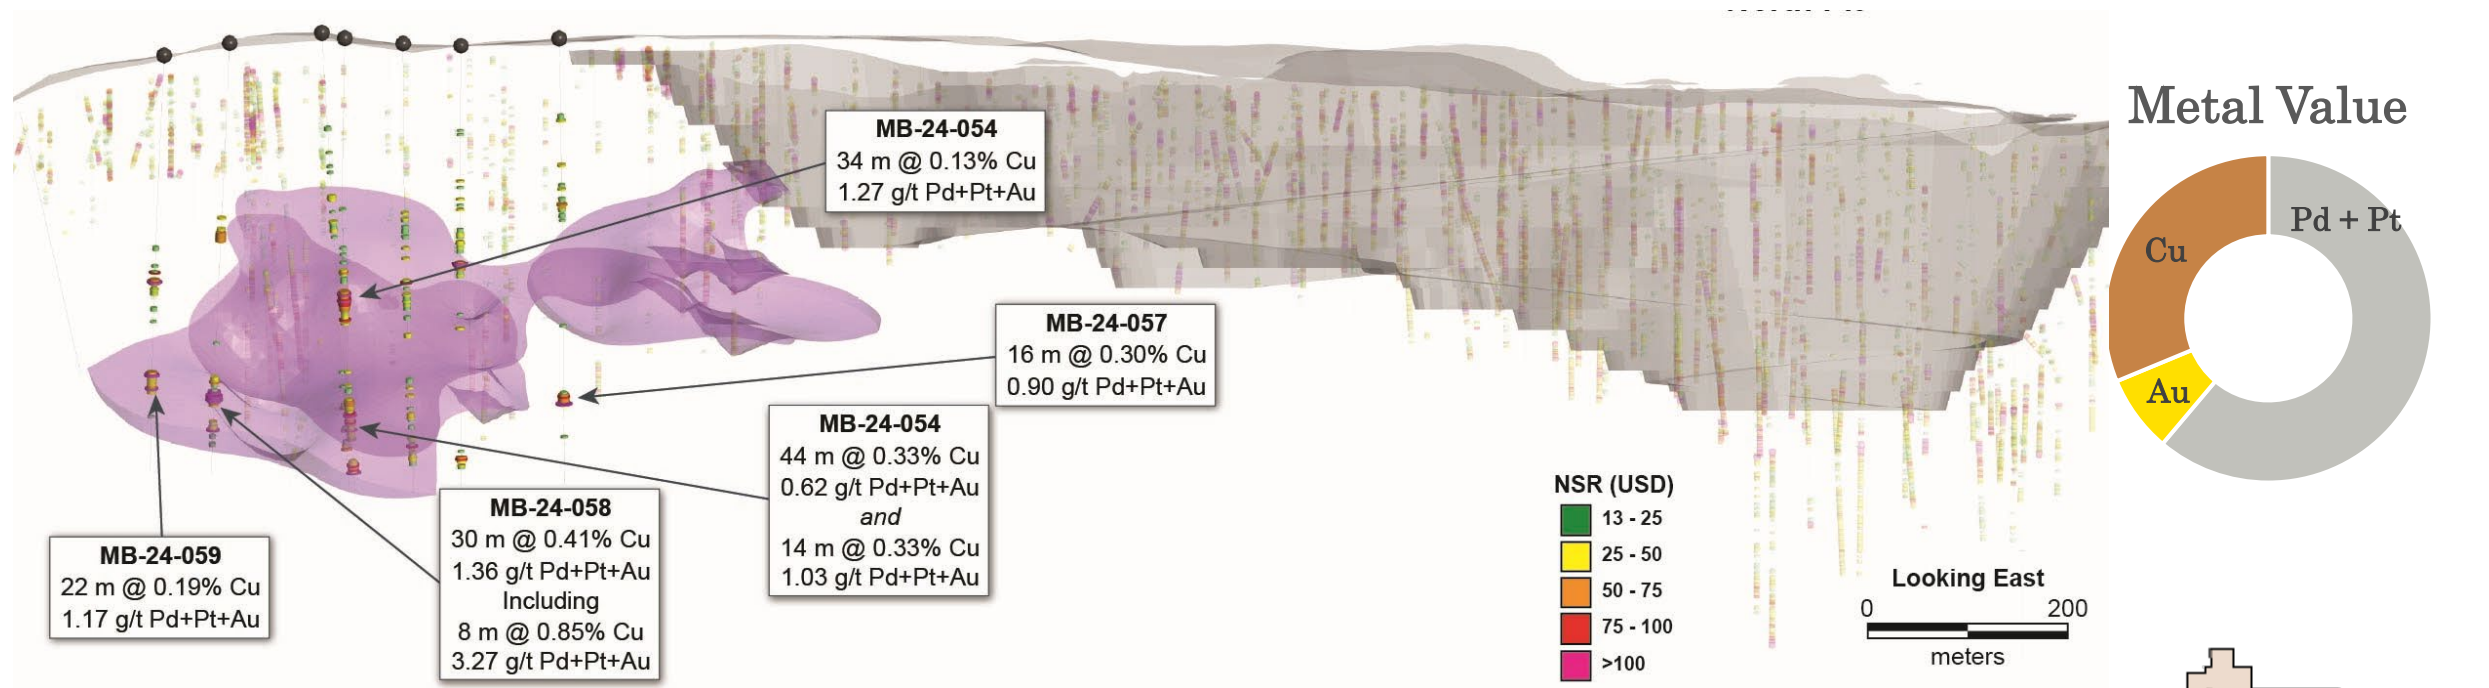 MB-24-054
34 m @ 0.13% Cu
1.27 g/t Pd+Pt+Au
MB-24-057
16 m @ 0.30% Cu
0.90 g/t Pd+Pt+Au
MB-24-054
44 m @ 0.33% Cu
0.62 g/t Pd+Pt+Au
and
14 m @ 0.33% Cu
1.03 g/t Pd+Pt+Au
MB-24-058
30 m @ 0.41% Cu
1.36 g/t Pd+Pt+Au
Including
8 m @ 0.85% Cu
3.27 g/t Pd+Pt+Au
MB-24-059
22 m @ 0.19% Cu
1.17 g/t Pd+Pt+Au
NSR (USD)
13 - 25
25 - 50
50 - 75
75 - 100
>100
Looking East
0 200
meters
Metal Value
Pd + Pt
Cu
Au